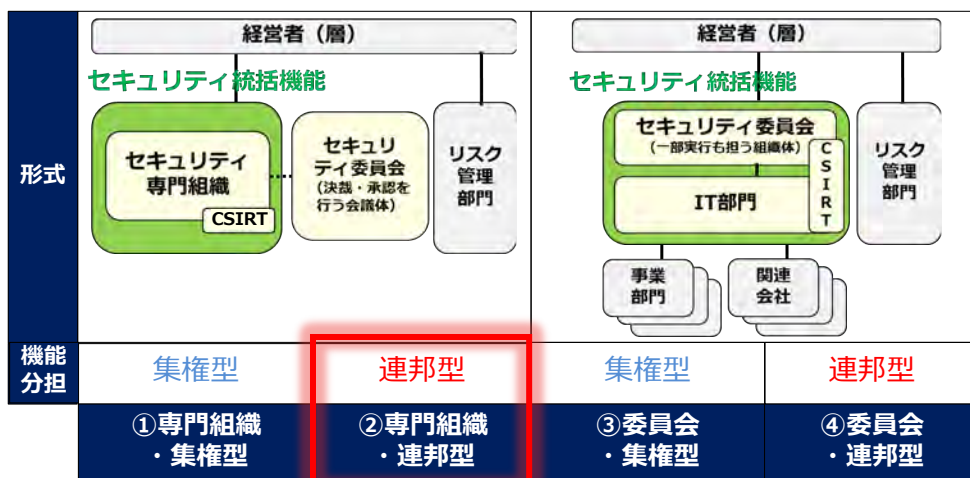 形式
経営者（層）
セキュリティ統括機能
セキュリティ
専門組織
CSIRT
セキュリ
ティ委員会
（決裁・承認を
行う会議体）
リスク
管理
部門
経営者（層）
セキュリティ統括機能
セキュリティ委員会
（一部実行も担う組織体）
IT部門
C
S
I
R
T
リスク
管理
部門
事業
部門
関連
会社
機能
分担
集権型
連邦型
集権型
連邦型
①専門組織
・集権型
②専門組織
・連邦型
③委員会
・集権型
④委員会
・連邦型